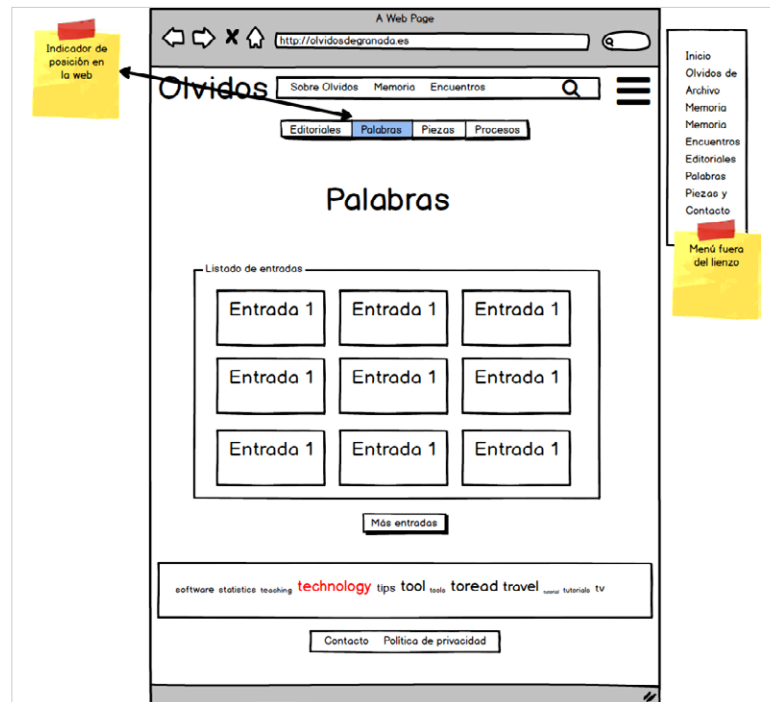 A Web Page
http://olvidosdegranada.es
Indicador de
posición en
la web
Olvidos
Sobre Olvidos Memoria Encuentros
Editoriales Palabras Piezas Procesos
Palabras
Listado de entradas
Entrada 1 Entrada 1 Entrada 1
Entrada 1 Entrada 1 Entrada 1
Entrada 1 Entrada 1 Entrada 1
Más entradas
software statistics teaching technology tips tool tools toread travel tutorial tutorials tv
Contacto Política de privacidad
Inicio
Olvidos de
Archivo
Memoria
Memoria
Encuentros
Editoriales
Palabras
Piezas y
Contacto
Menú fuera
del lienzo